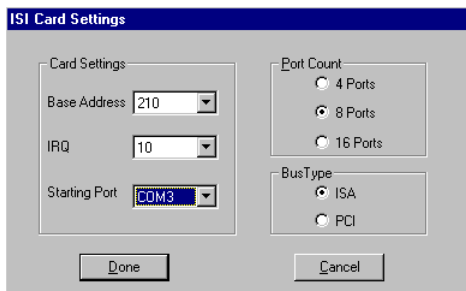 ISI Card Settings
Card Settings
Base Address 210
IRQ 10
Starting Port COM3
Port Count
4 Ports
8 Ports
16 Ports
BusType
ISA
PCI
Done
Cancel